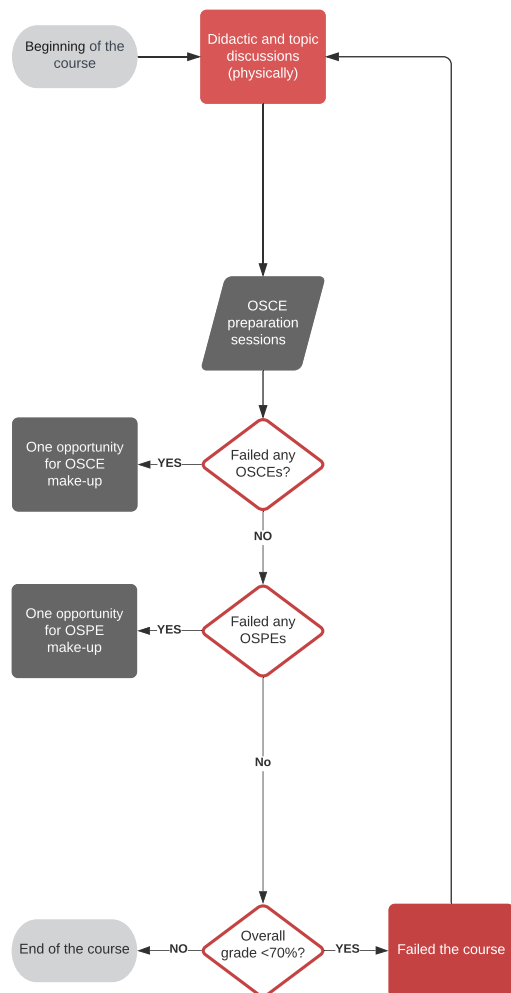 Beginning of the
course
Didactic and topic
discussions
(physically)
OSCE
preparation
sessions
Failed any
OSCEs?
YES
One opportunity
for OSCE
make-up
NO
Failed any
OSPEs
YES
One opportunity
for OSPE
make-up
No
Overall
grade <70%?
NO
End of the course
YES
Failed the course